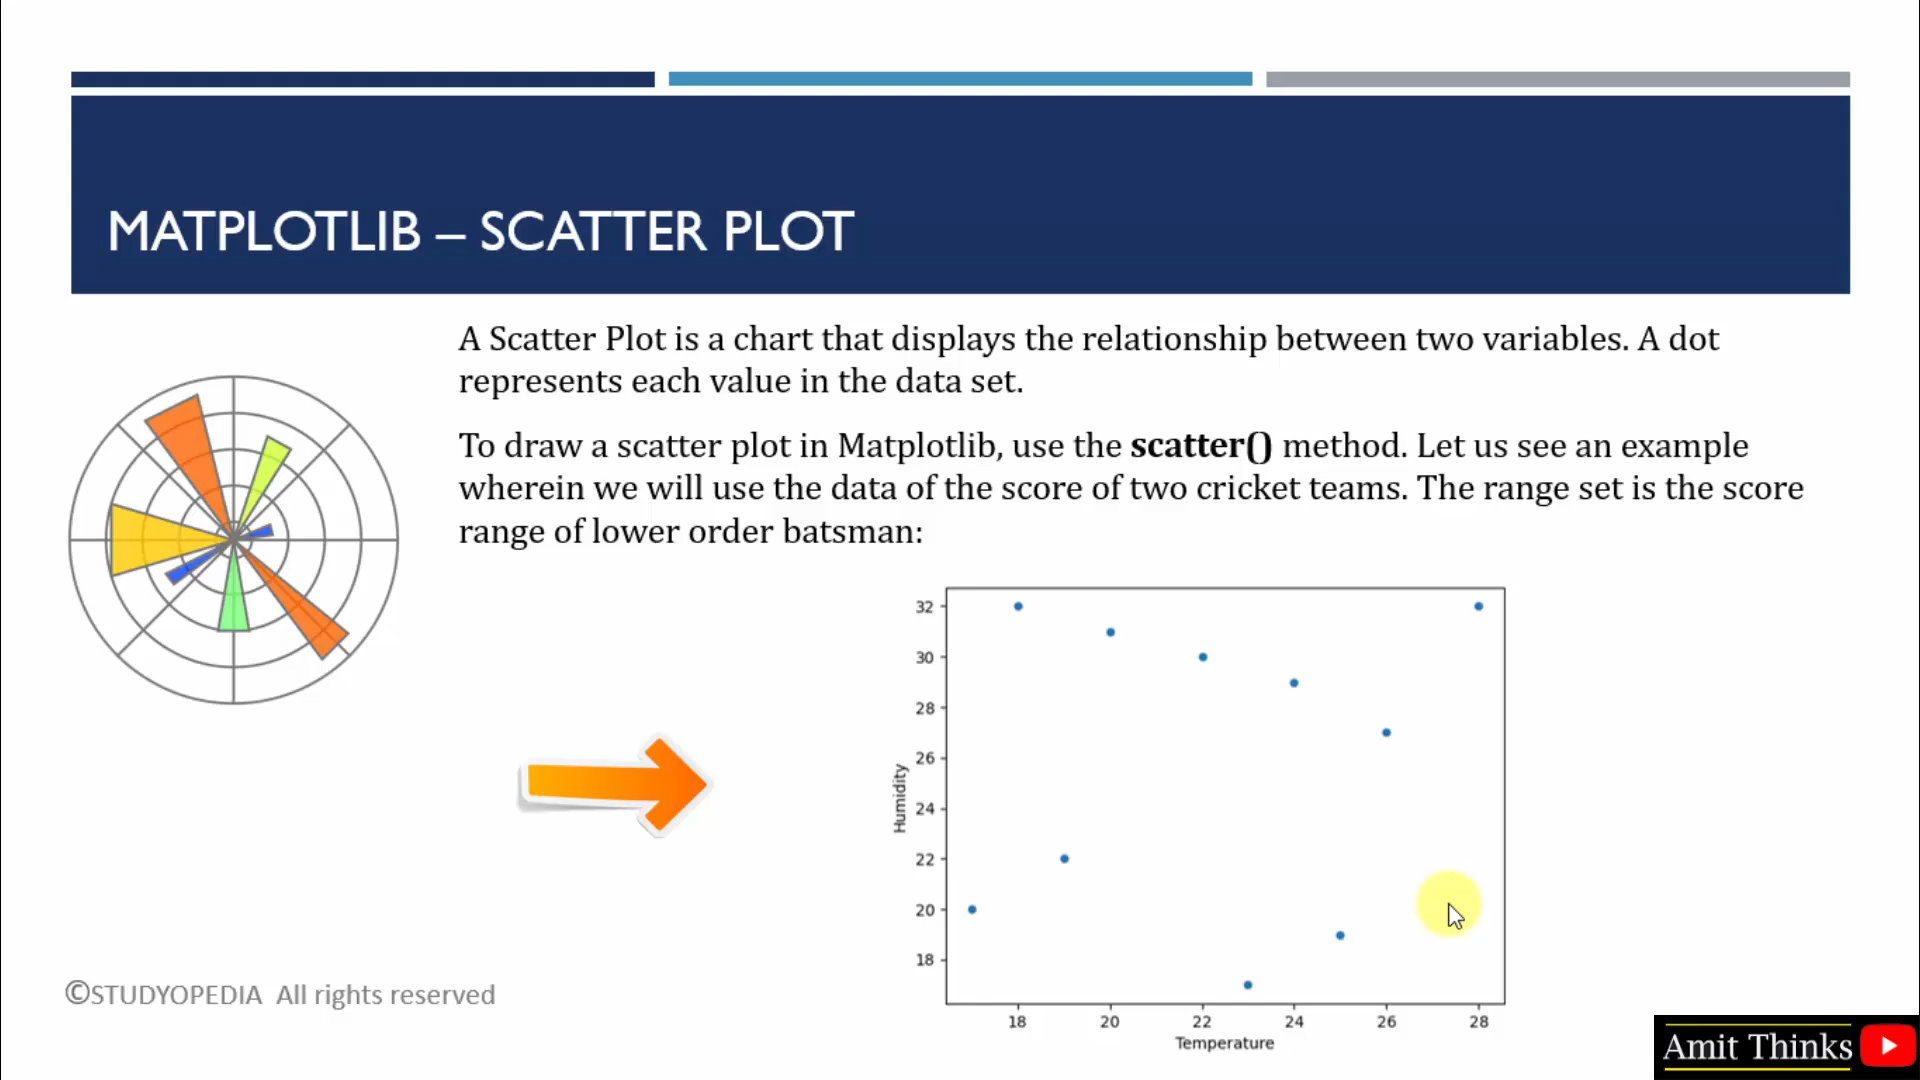 MATPLOTLIB – SCATTER PLOT
A Scatter Plot is a chart that displays the relationship between two variables. A dot
represents each value in the data set.
To draw a scatter plot in Matplotlib, use the scatter() method. Let us see an example
wherein we will use the data of the score of two cricket teams. The range set is the score
range of lower order batsman:
32
30
28
26
24
22
20
18
Humidity
18 20 22 24 26 28
Temperature
©STUDYOPEDIA All rights reserved
Amit Thinks